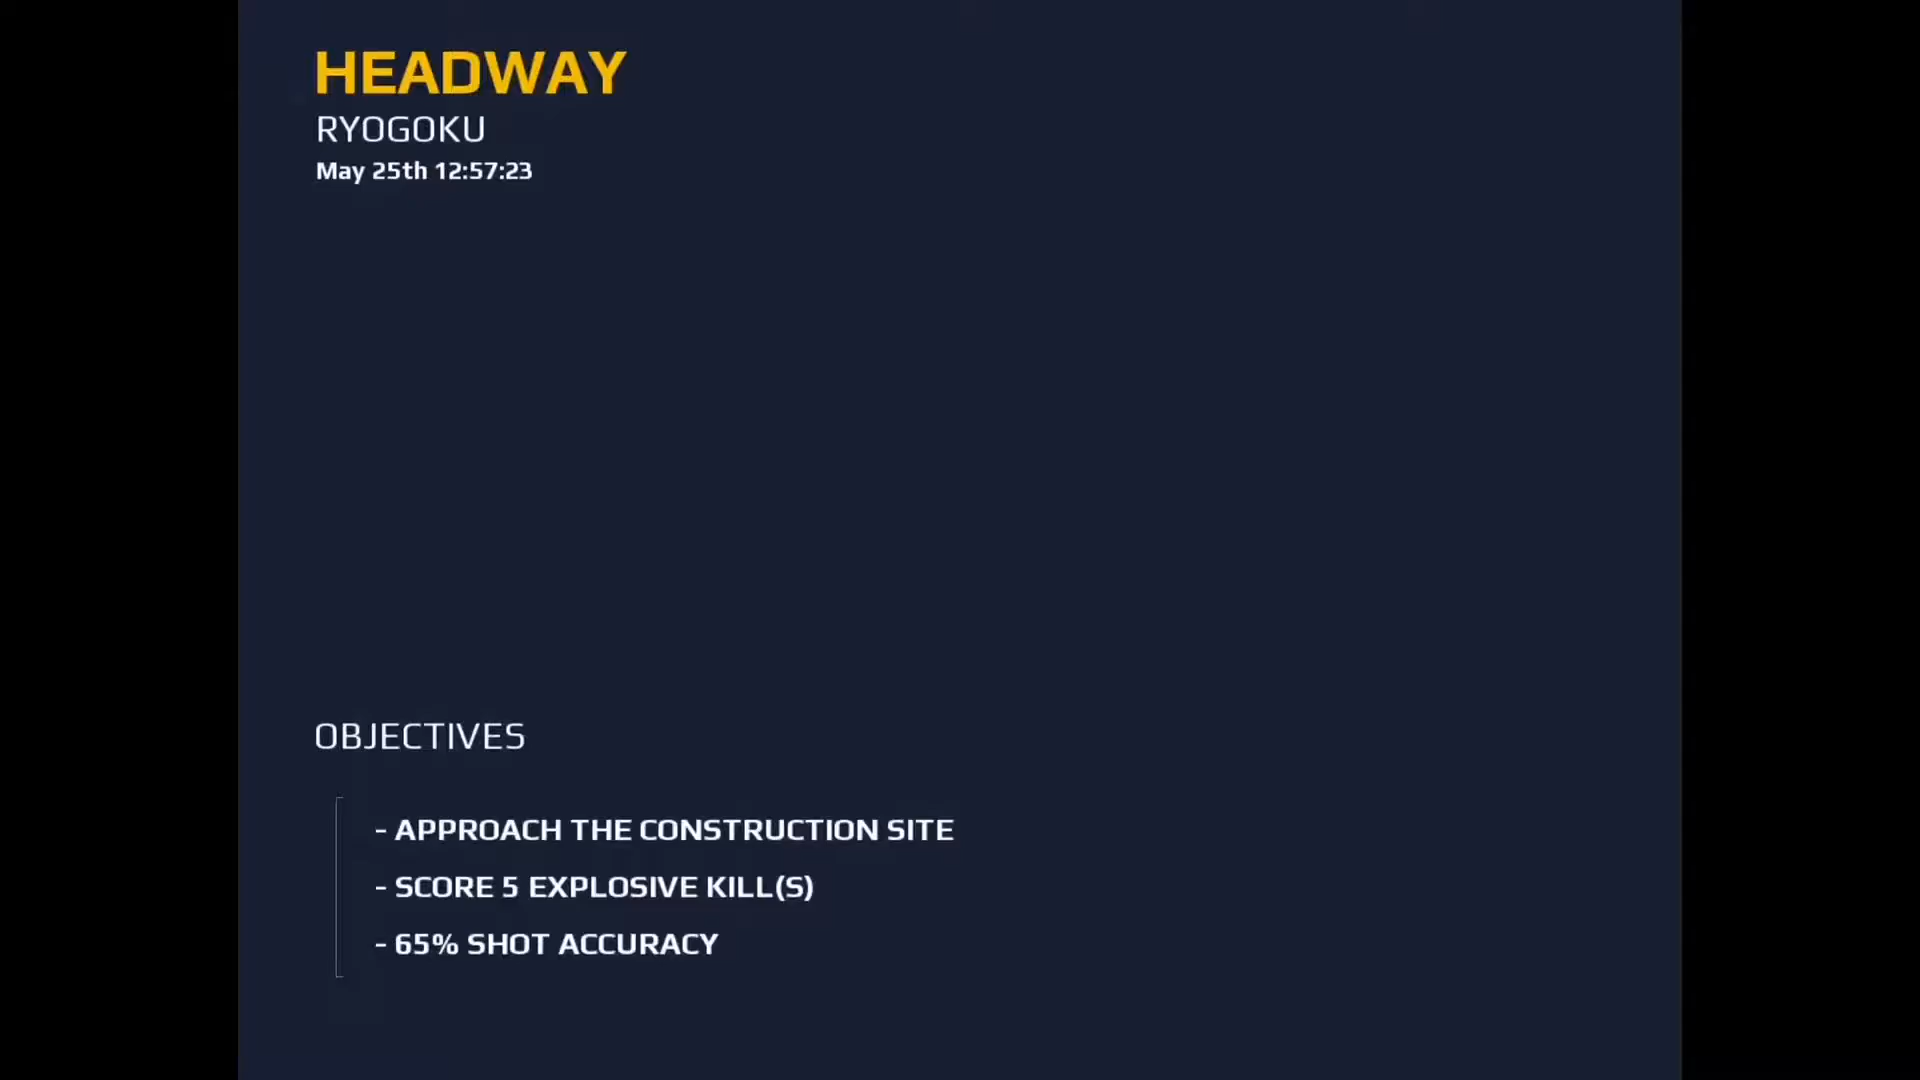 HEADWAY
RYOGOKU
May 25th 12:57:23
OBJECTIVES
- APPROACH THE CONSTRUCTION SITE
- SCORE 5 EXPLOSIVE KILL(S)
- 65% SHOT ACCURACY